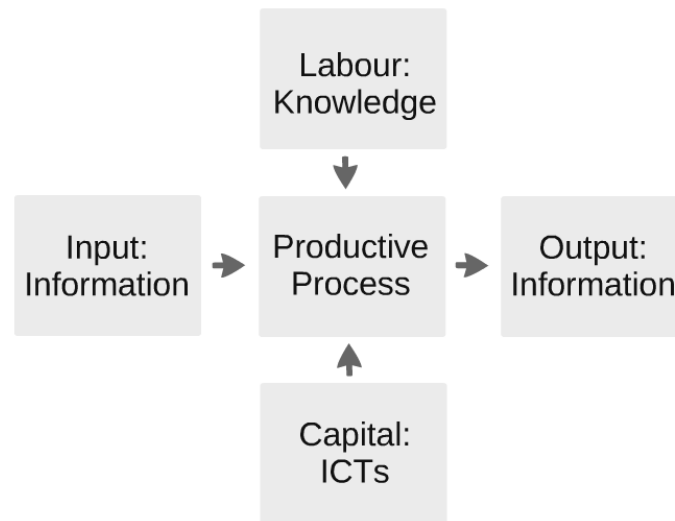 Labour:
Knowledge
Input:
Information
Productive
Process
Output:
Information
Capital:
ICTs